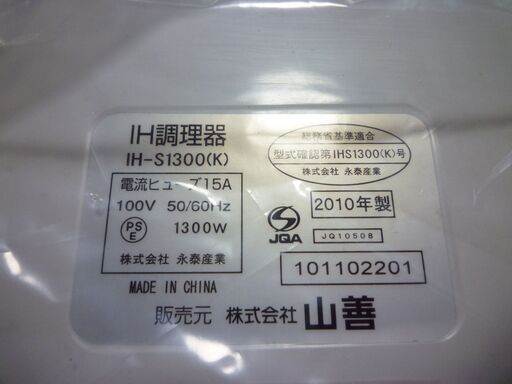 IH調理器
IH-S1300(K)
電流ヒューズ15A
100V 50/60Hz
PS
E
1300W
株式会社 永泰産業
MADE IN CHINA
総務省基準適合
型式確認第IHS1300(K)号
株式会社 永泰産業
JQA
2010年製
JQ10508
101102201
販売元 株式会社 山善